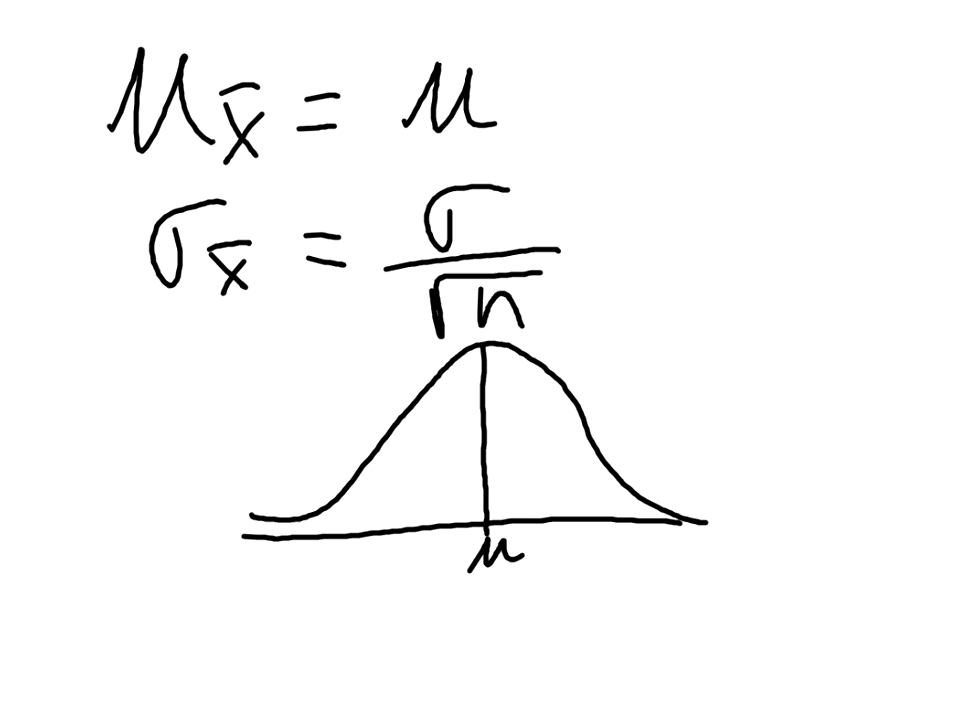 μx̄ = μ
σx̄ = σ/√n
μ